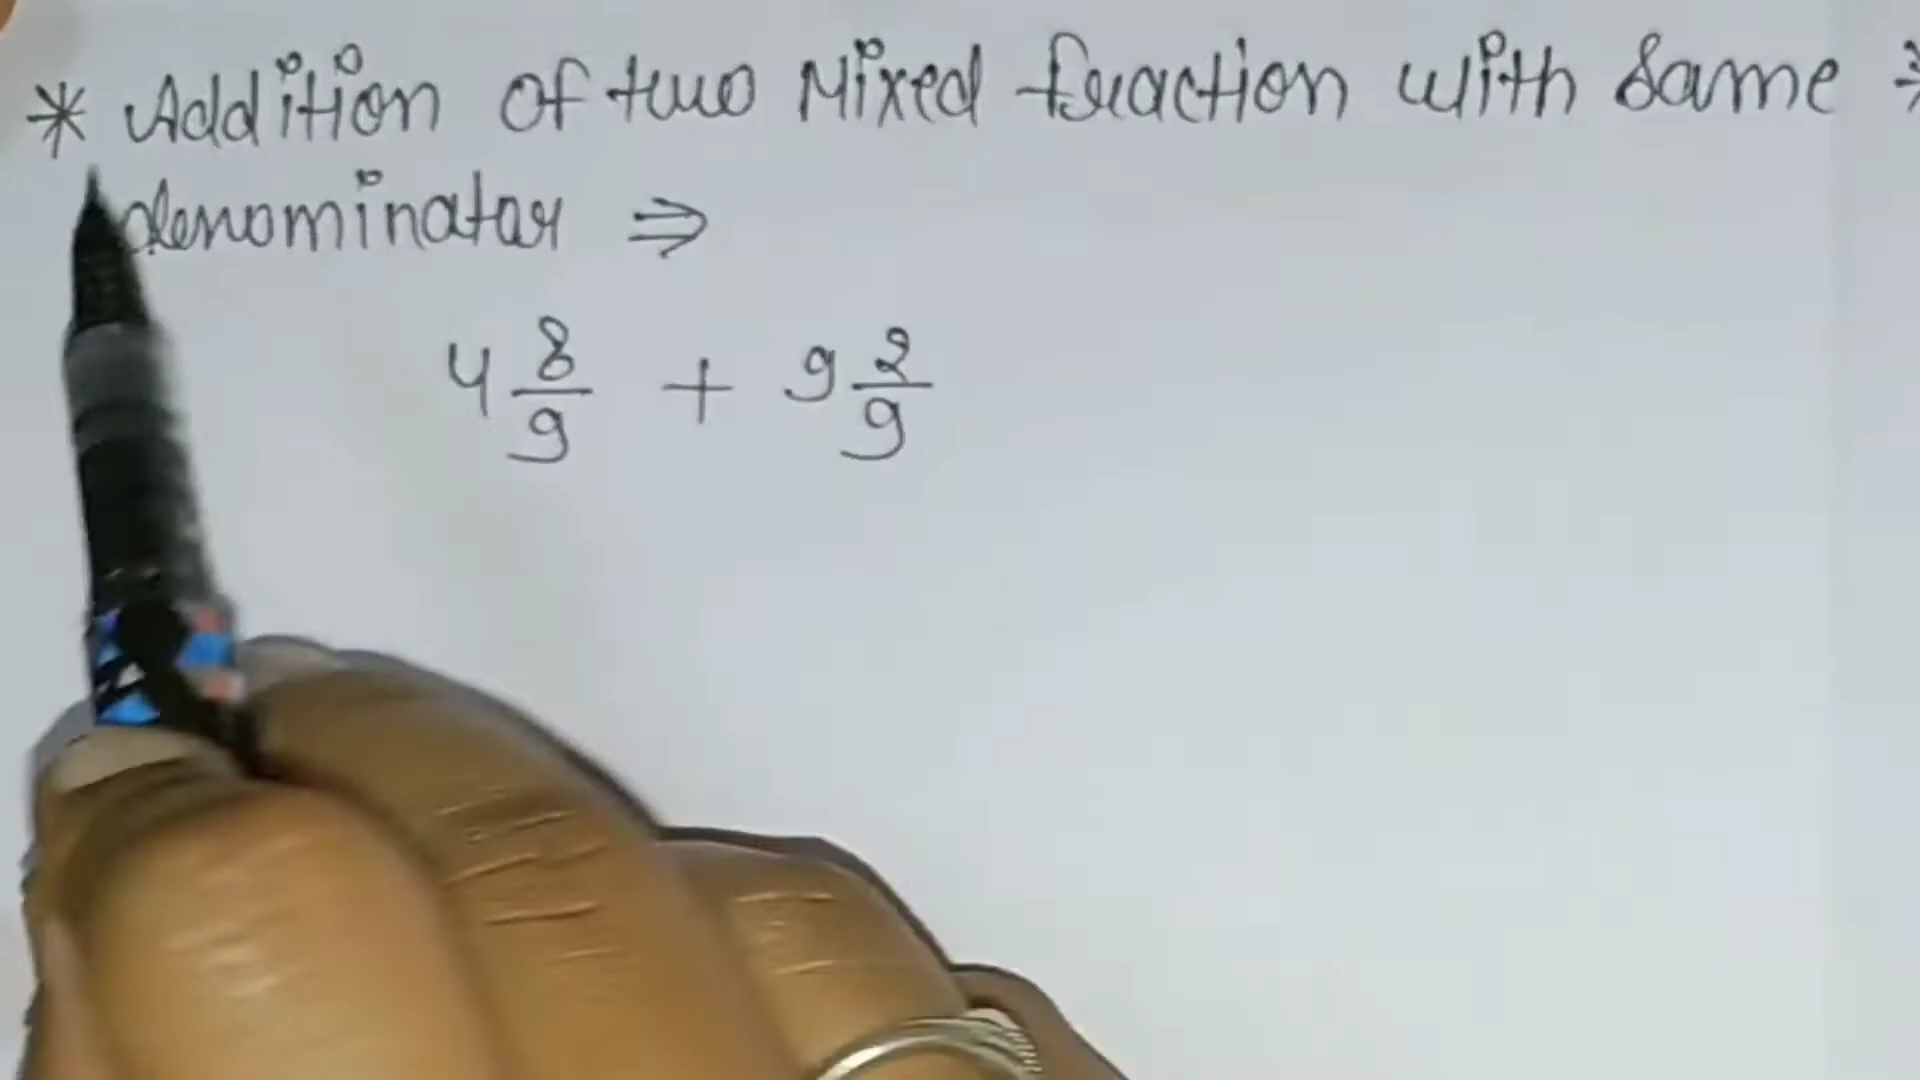 * Addition of two Mixed fraction with same *
denominator ⇒
4 8/9 + 9 2/9